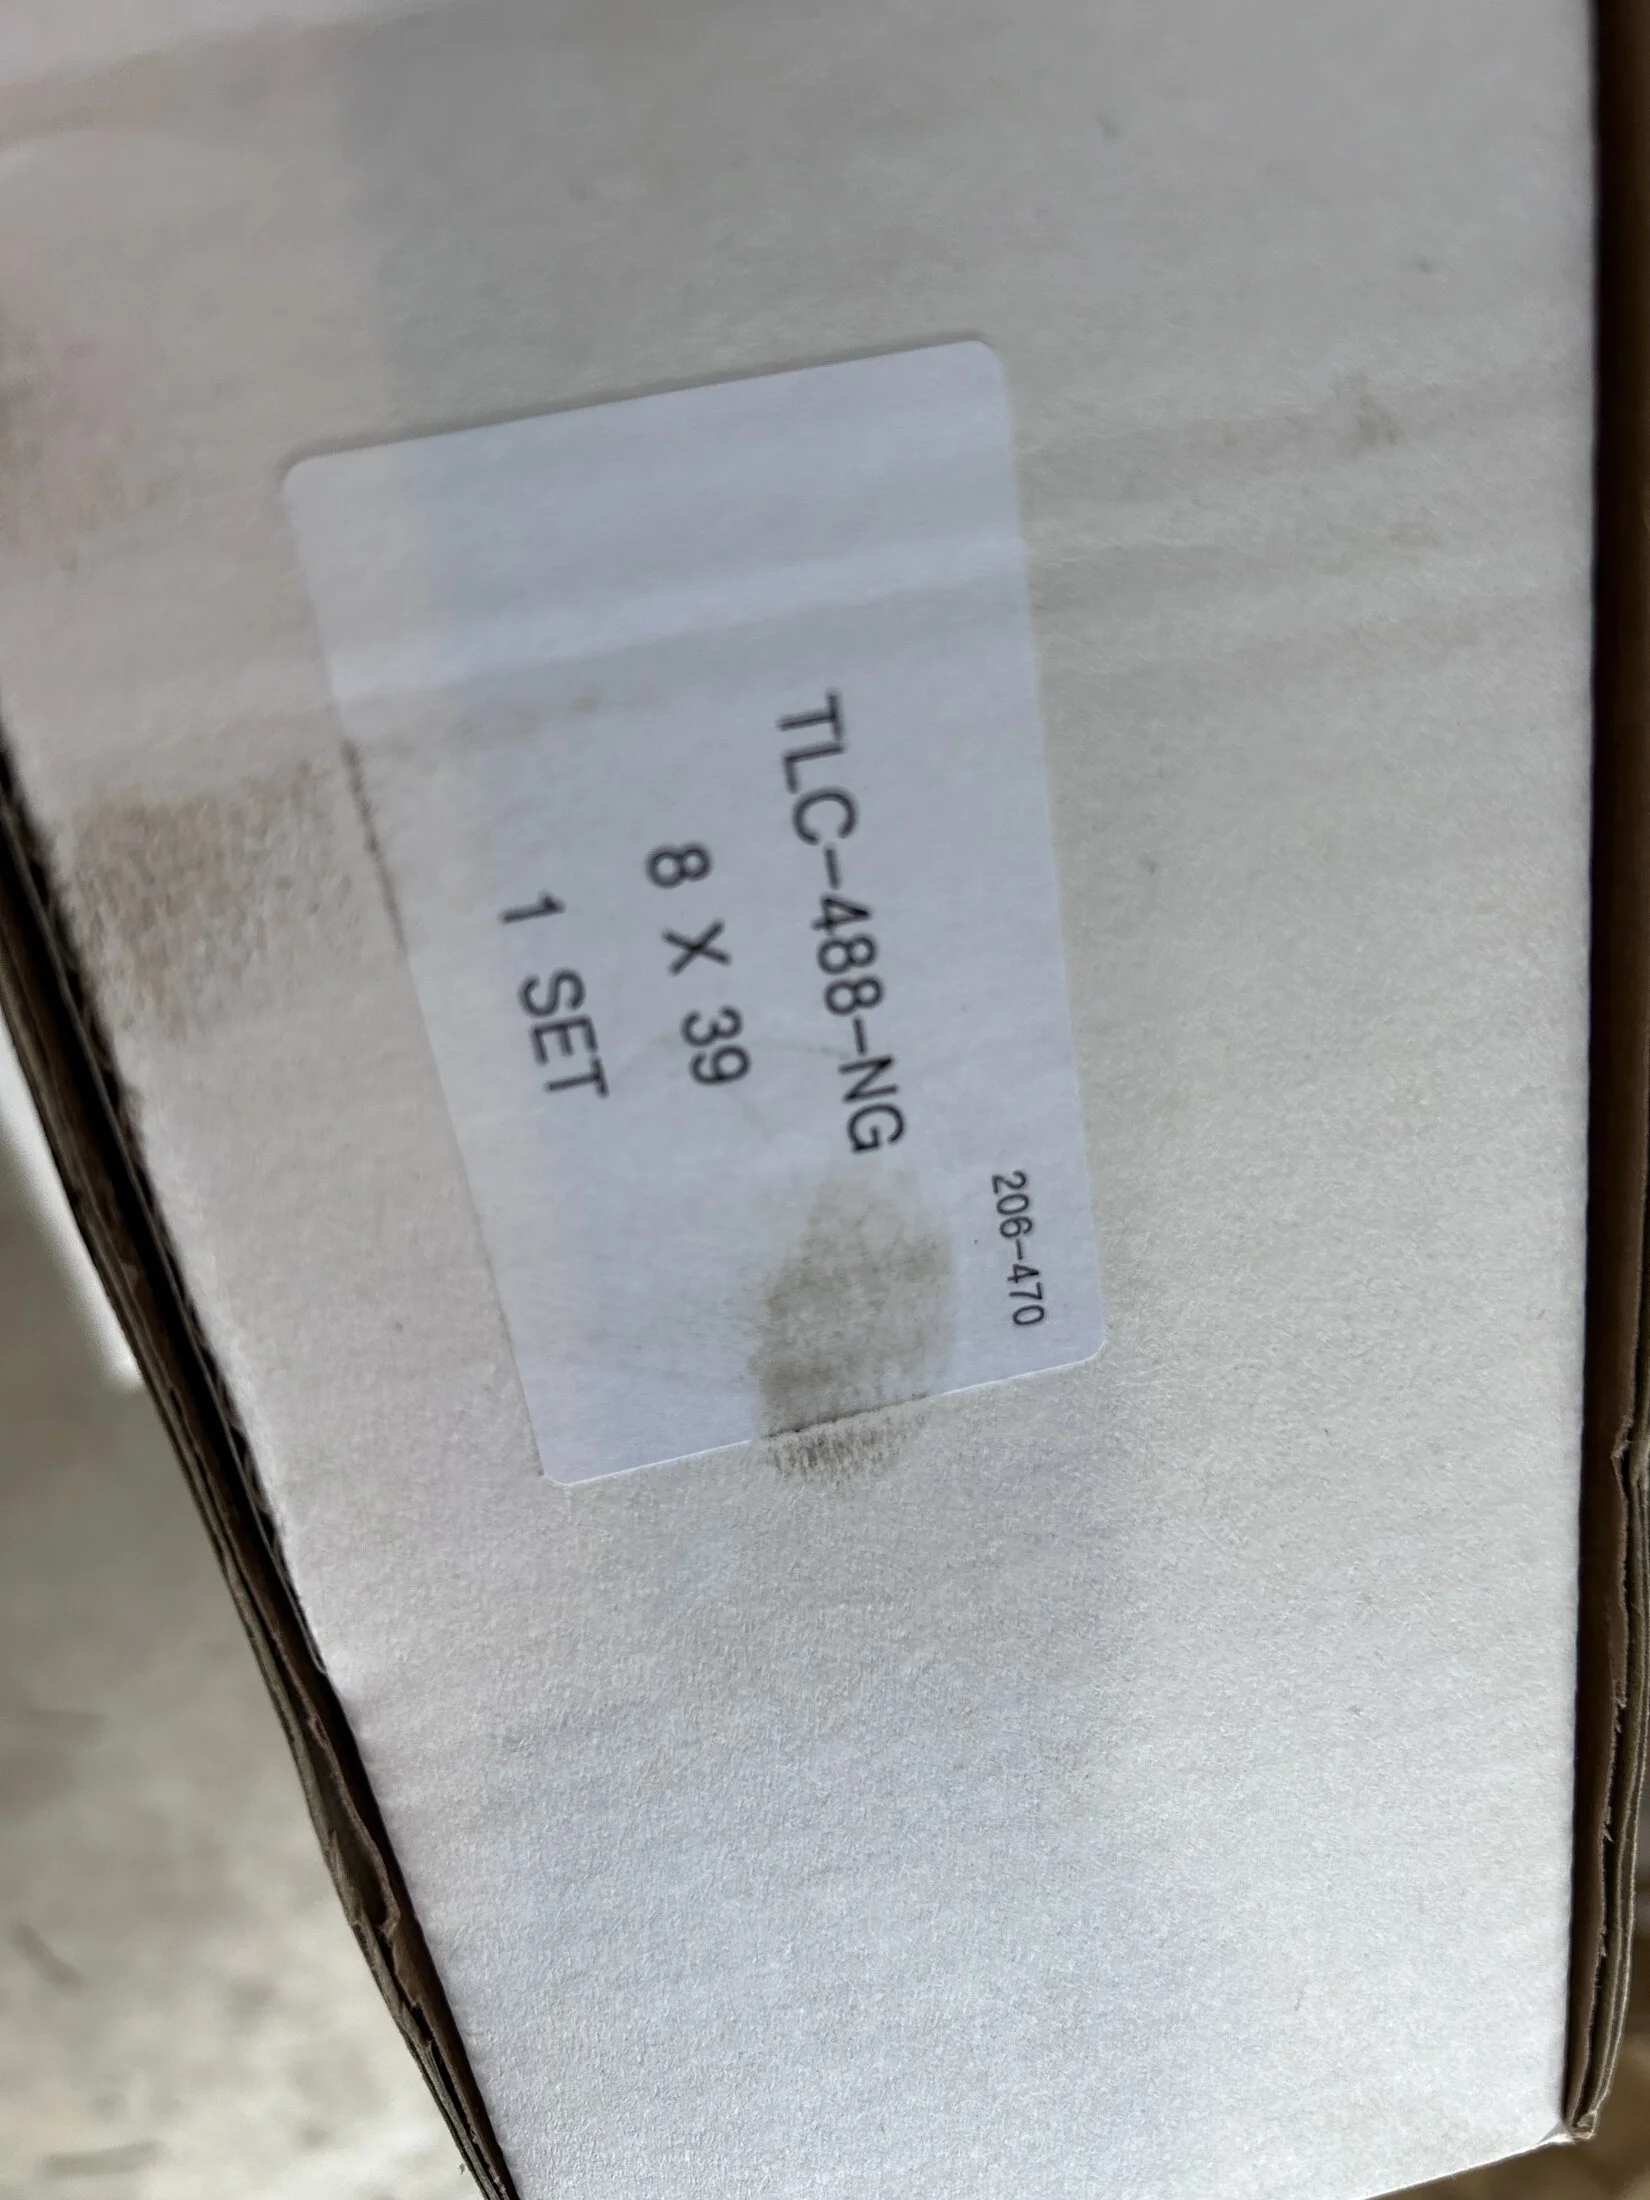 206-470
TLC-488-NG
8 X 39
1 SET